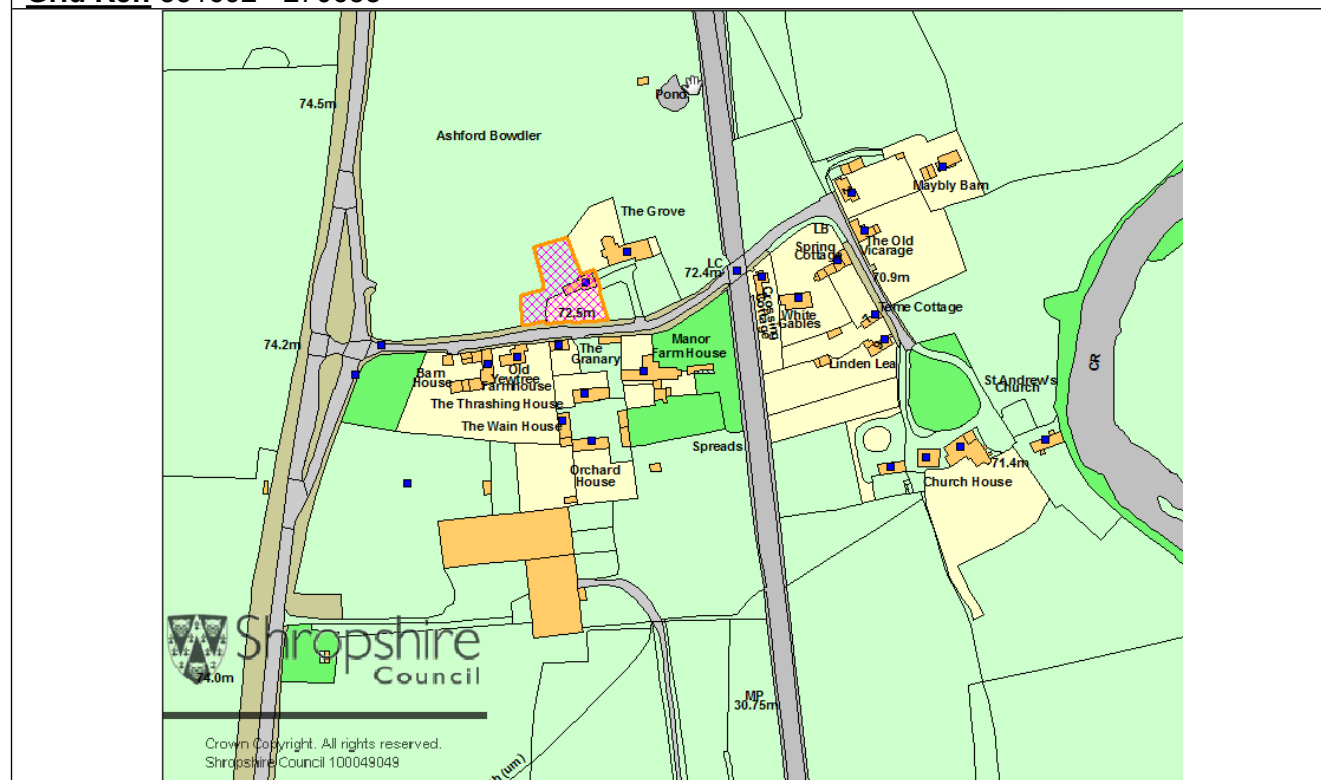 74.5m
Pond
Ashford Bowdler
Maybly Barn
The Grove
LB
Spring
Cottage
The Old
Vicarage
LC
72.4m
70.9m
Crossing
Cottage
White
Gables
Terne Cottage
72.5m
74.2m
The
Granary
Manor
Farm House
Linden Lea
Barn
House
Old
Yewtree
Farmhouse
The Thrashing House
The Wain House
St Andrew's
Church
CR
Spreads
71.4m
Orchard
House
Church House
Shropshire
Council
74.0m
MP
30.75m
Crown Copyright. All rights reserved.
Shropshire Council 100049049
(um)